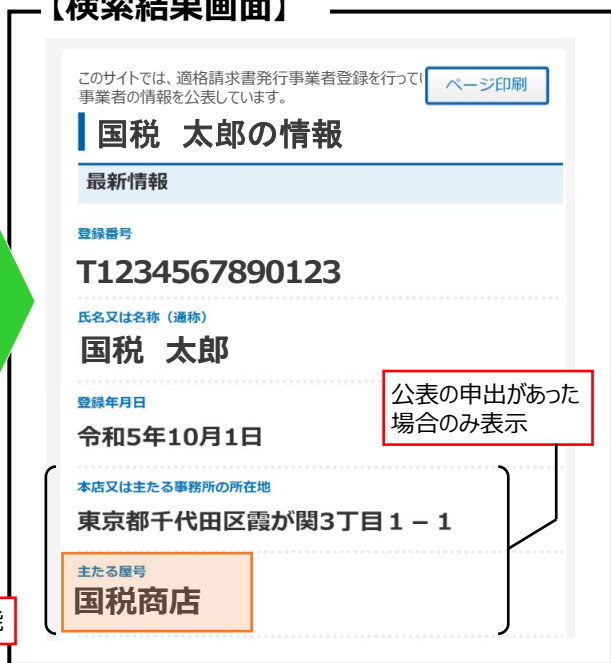 【検索結果画面】
このサイトでは、適格請求書発行事業者登録を行ってい
事業者の情報を公表しています。
ページ印刷
国税 太郎の情報
最新情報
登録番号
T1234567890123
氏名又は名称（通称）
国税 太郎
登録年月日
令和5年10月1日
公表の申出があった
場合のみ表示
本店又は主たる事務所の所在地
東京都千代田区霞が関3丁目１－１
主たる屋号
国税商店